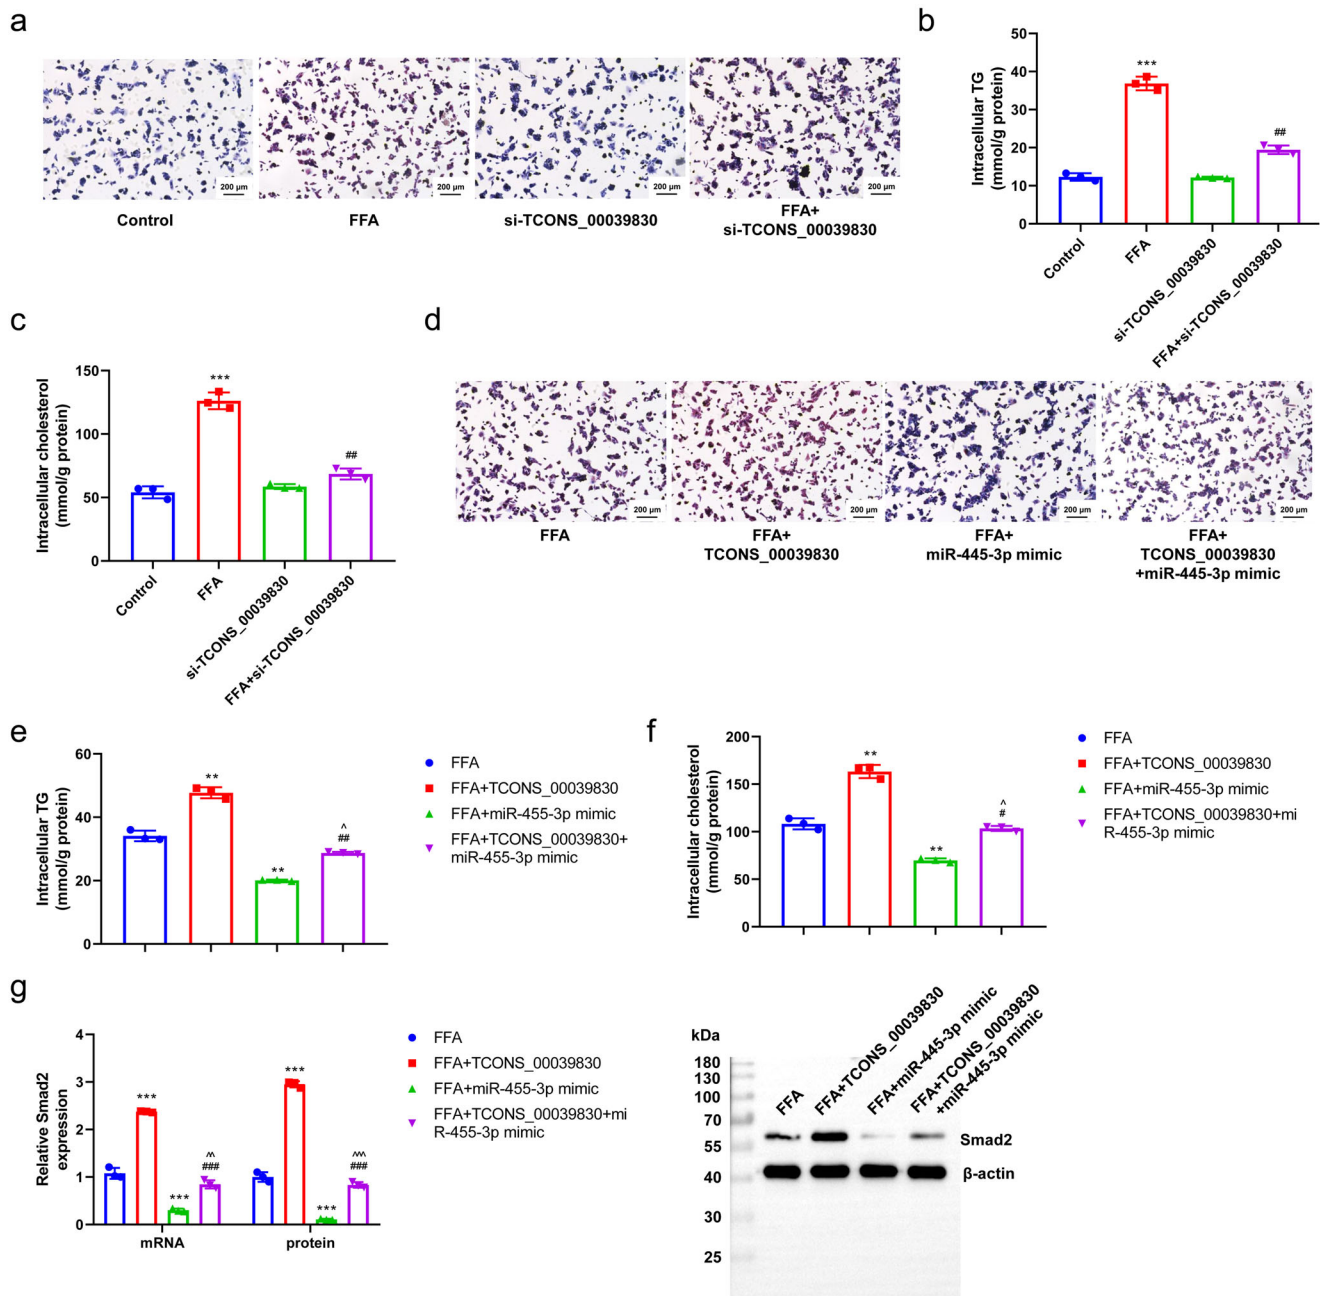 a
200 μm
200 μm
200 μm
200 μm
Control
FFA
si-TCONS_00039830
FFA+
si-TCONS_00039830
b
Intracellular TG
(mmol/g protein)
50
40
30
20
10
0
***
##
Control
FFA
si-TCONS_00039830
FFA+si-TCONS_00039830
c
Intracellular cholesterol
(mmol/g protein)
150
100
50
0
***
##
Control
FFA
si-TCONS_00039830
FFA+si-TCONS_00039830
d
200 μm
200 μm
200 μm
200 μm
FFA
FFA+
TCONS_00039830
FFA+
miR-445-3p mimic
FFA+
TCONS_00039830
+miR-445-3p mimic
e
Intracellular TG
(mmol/g protein)
60
40
20
0
**
**
^
##
FFA
FFA+TCONS_00039830
FFA+miR-455-3p mimic
FFA+TCONS_00039830+
miR-455-3p mimic
f
Intracellular cholesterol
(mmol/g protein)
200
150
100
50
0
**
**
^
#
FFA
FFA+TCONS_00039830
FFA+miR-455-3p mimic
FFA+TCONS_00039830+mi
R-455-3p mimic
g
Relative Smad2
expression
4
3
2
1
0
***
***
^^
###
***
***
^^^
###
mRNA
protein
FFA
FFA+TCONS_00039830
FFA+miR-455-3p mimic
FFA+TCONS_00039830+mi
R-455-3p mimic
kDa
180
130
100
70
55
40
30
25
FFA
FFA+TCONS_00039830
FFA+miR-445-3p mimic
FFA+TCONS_00039830
+miR-445-3p mimic
Smad2
β-actin